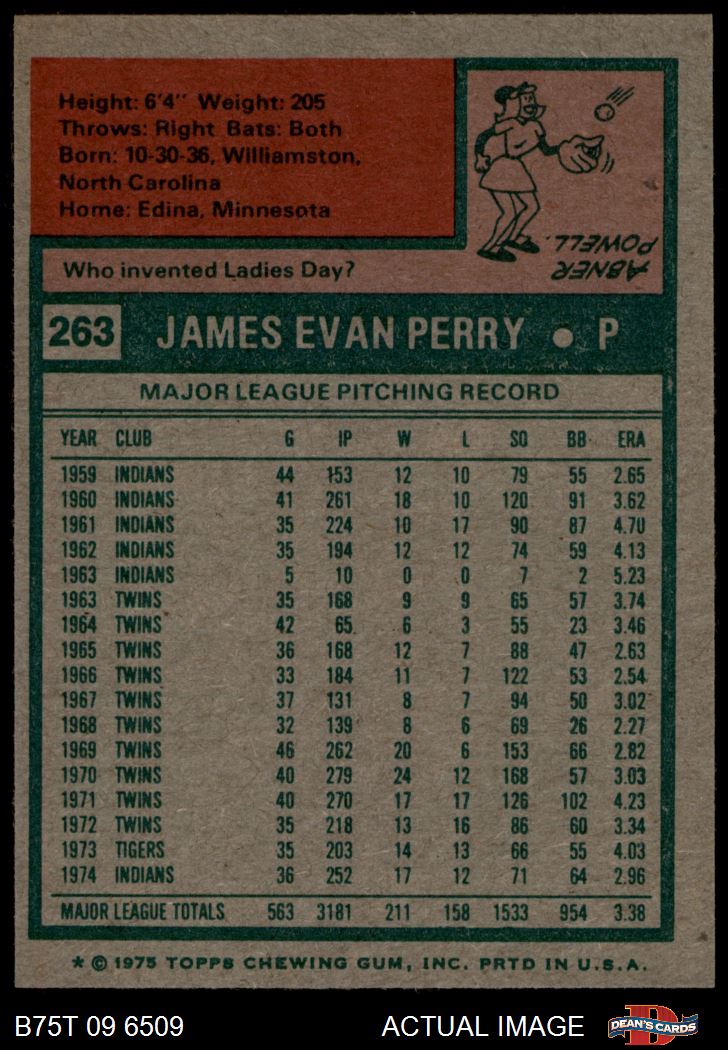 Height: 6'4" Weight: 205
Throws: Right Bats: Both
Born: 10-30-36, Williamston,
North Carolina
Home: Edina, Minnesota
ABNER
POWELL.
Who invented Ladies Day?
263 JAMES EVAN PERRY • P
MAJOR LEAGUE PITCHING RECORD
YEAR CLUB G IP W L SO BB ERA
1959 INDIANS 44 153 12 10 79 55 2.65
1960 INDIANS 41 261 18 10 120 91 3.62
1961 INDIANS 35 224 10 17 90 87 4.70
1962 INDIANS 35 194 12 12 74 59 4.13
1963 INDIANS 5 10 0 0 7 2 5.23
1963 TWINS 35 168 9 9 65 57 3.74
1964 TWINS 42 65 6 3 55 23 3.46
1965 TWINS 36 168 12 7 88 47 2.63
1966 TWINS 33 184 11 7 122 53 2.54
1967 TWINS 37 131 8 7 94 50 3.02
1968 TWINS 32 139 8 6 69 26 2.27
1969 TWINS 46 262 20 6 153 66 2.82
1970 TWINS 40 279 24 12 168 57 3.03
1971 TWINS 40 270 17 17 126 102 4.23
1972 TWINS 35 218 13 16 86 60 3.34
1973 TIGERS 35 203 14 13 66 55 4.03
1974 INDIANS 36 252 17 12 71 64 2.96
MAJOR LEAGUE TOTALS 563 3181 211 158 1533 954 3.38
* © 1975 TOPPS CHEWING GUM, INC. PRTD IN U.S.A.
B75T 09 6509 ACTUAL IMAGE D DEAN'S CARDS